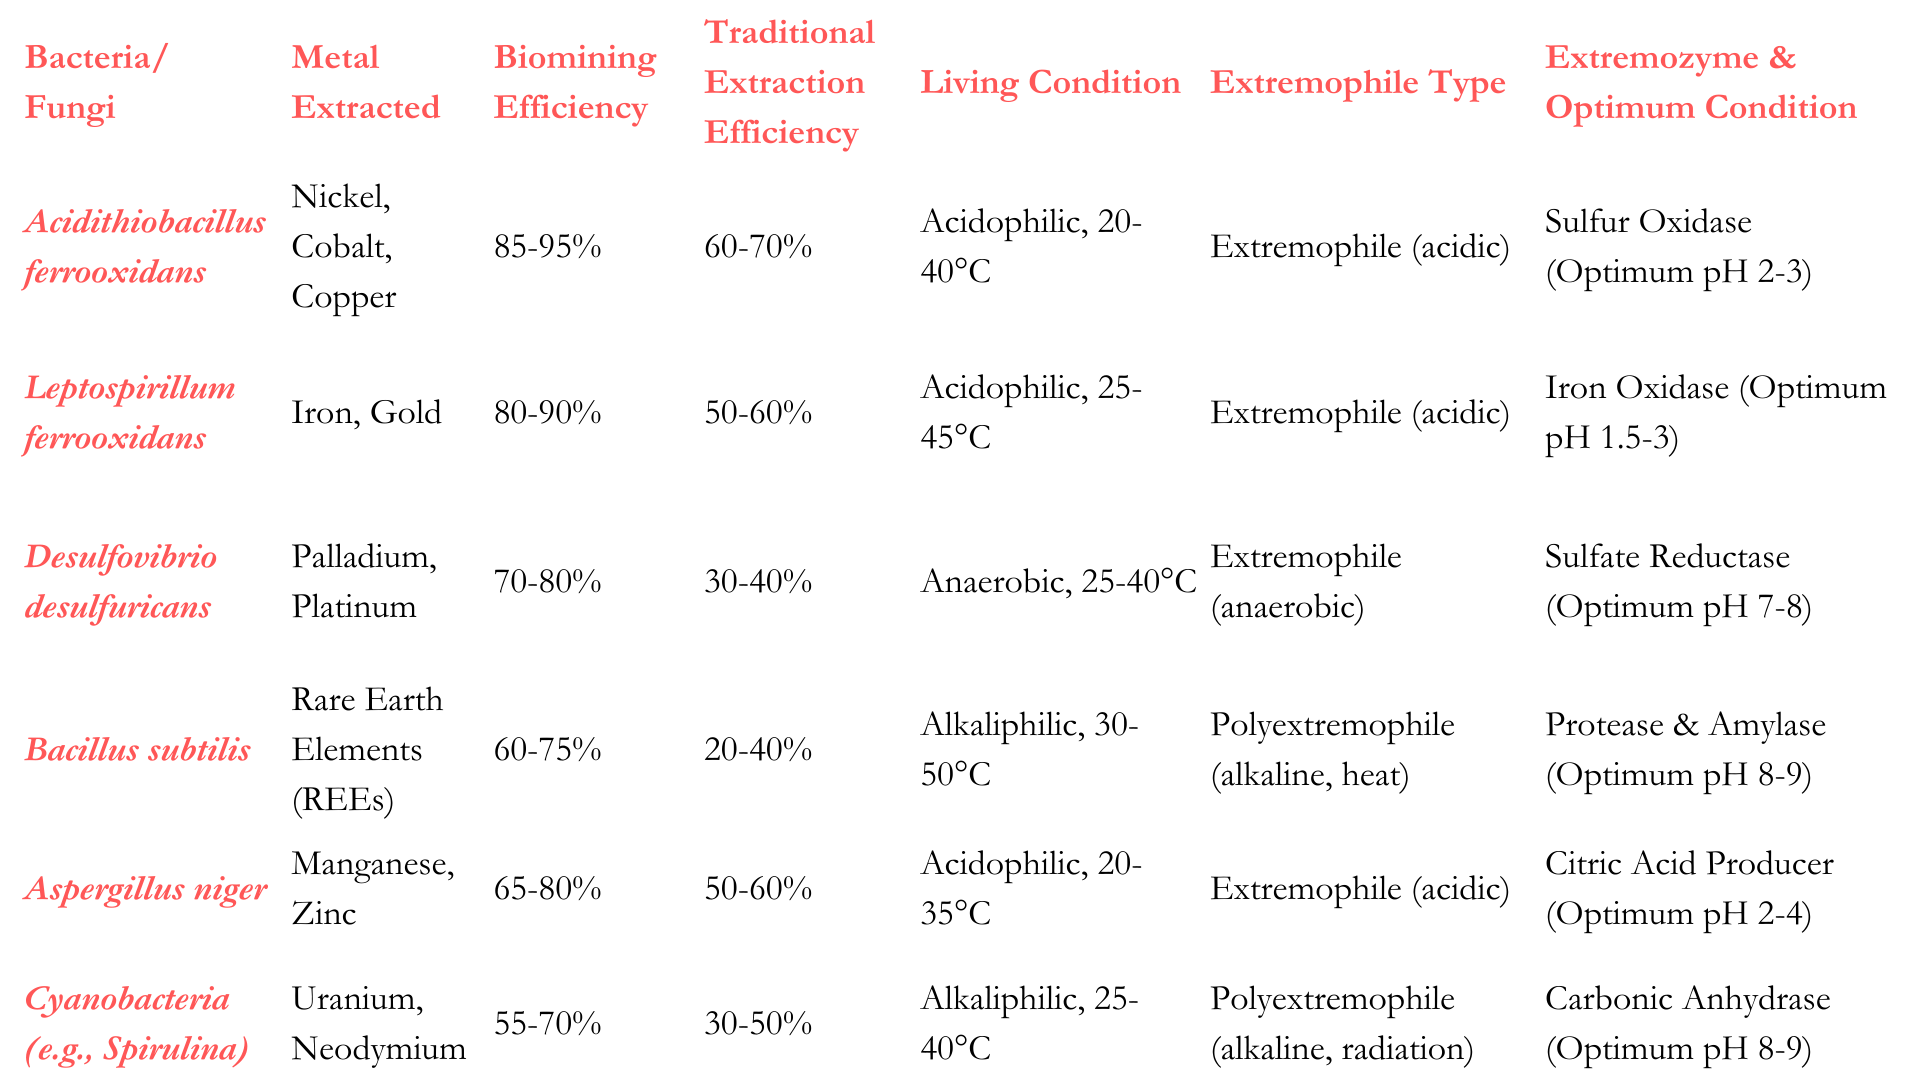 Bacteria/
Fungi
Metal
Extracted
Biomining
Efficiency
Traditional
Extraction
Efficiency
Living Condition
Extremophile Type
Extremozyme &
Optimum Condition
Acidithiobacillus
ferrooxidans
Nickel,
Cobalt,
Copper
85-95%
60-70%
Acidophilic, 20-
40°C
Extremophile (acidic)
Sulfur Oxidase
(Optimum pH 2-3)
Leptospirillum
ferrooxidans
Iron, Gold
80-90%
50-60%
Acidophilic, 25-
45°C
Extremophile (acidic)
Iron Oxidase (Optimum
pH 1.5-3)
Desulfovibrio
desulfuricans
Palladium,
Platinum
70-80%
30-40%
Anaerobic, 25-40°C
Extremophile
(anaerobic)
Sulfate Reductase
(Optimum pH 7-8)
Bacillus subtilis
Rare Earth
Elements
(REEs)
60-75%
20-40%
Alkaliphilic, 30-
50°C
Polyextremophile
(alkaline, heat)
Protease & Amylase
(Optimum pH 8-9)
Aspergillus niger
Manganese,
Zinc
65-80%
50-60%
Acidophilic, 20-
35°C
Extremophile (acidic)
Citric Acid Producer
(Optimum pH 2-4)
Cyanobacteria
(e.g., Spirulina)
Uranium,
Neodymium
55-70%
30-50%
Alkaliphilic, 25-
40°C
Polyextremophile
(alkaline, radiation)
Carbonic Anhydrase
(Optimum pH 8-9)